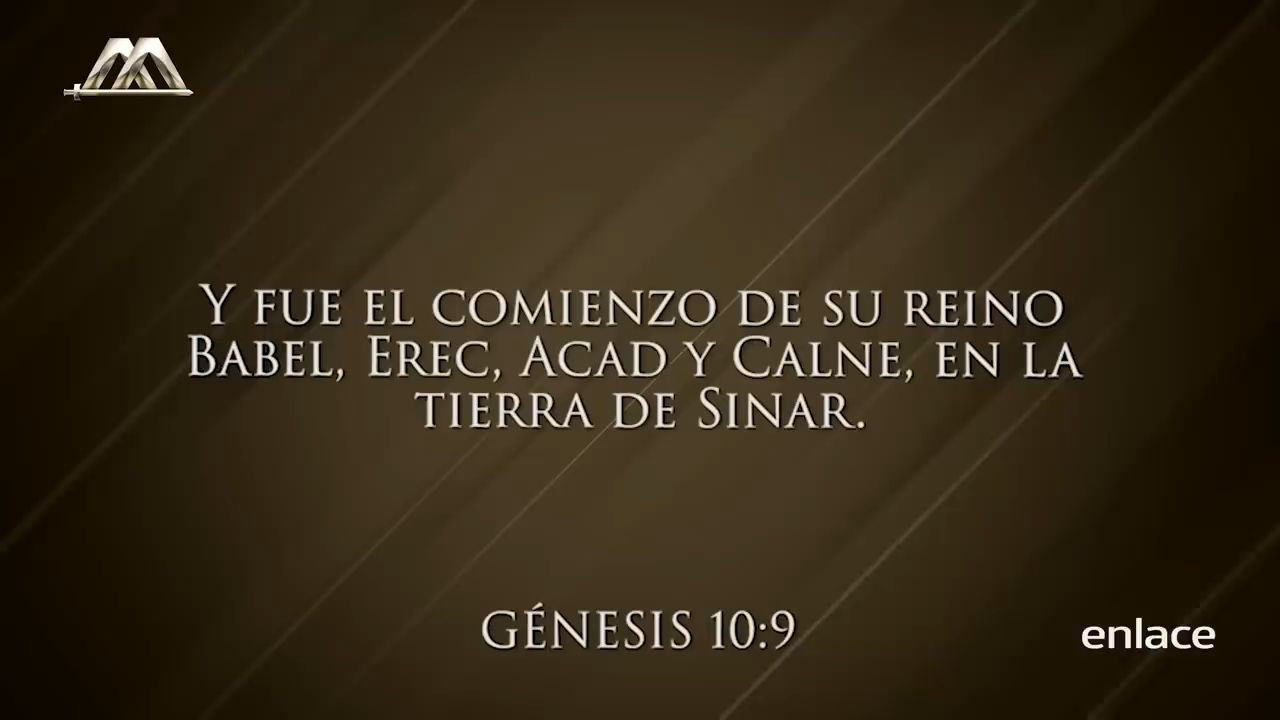 Y FUE EL COMIENZO DE SU REINO
BABEL, EREC, ACAD Y CALNE, EN LA
TIERRA DE SINAR.
GÉNESIS 10:9
enlace